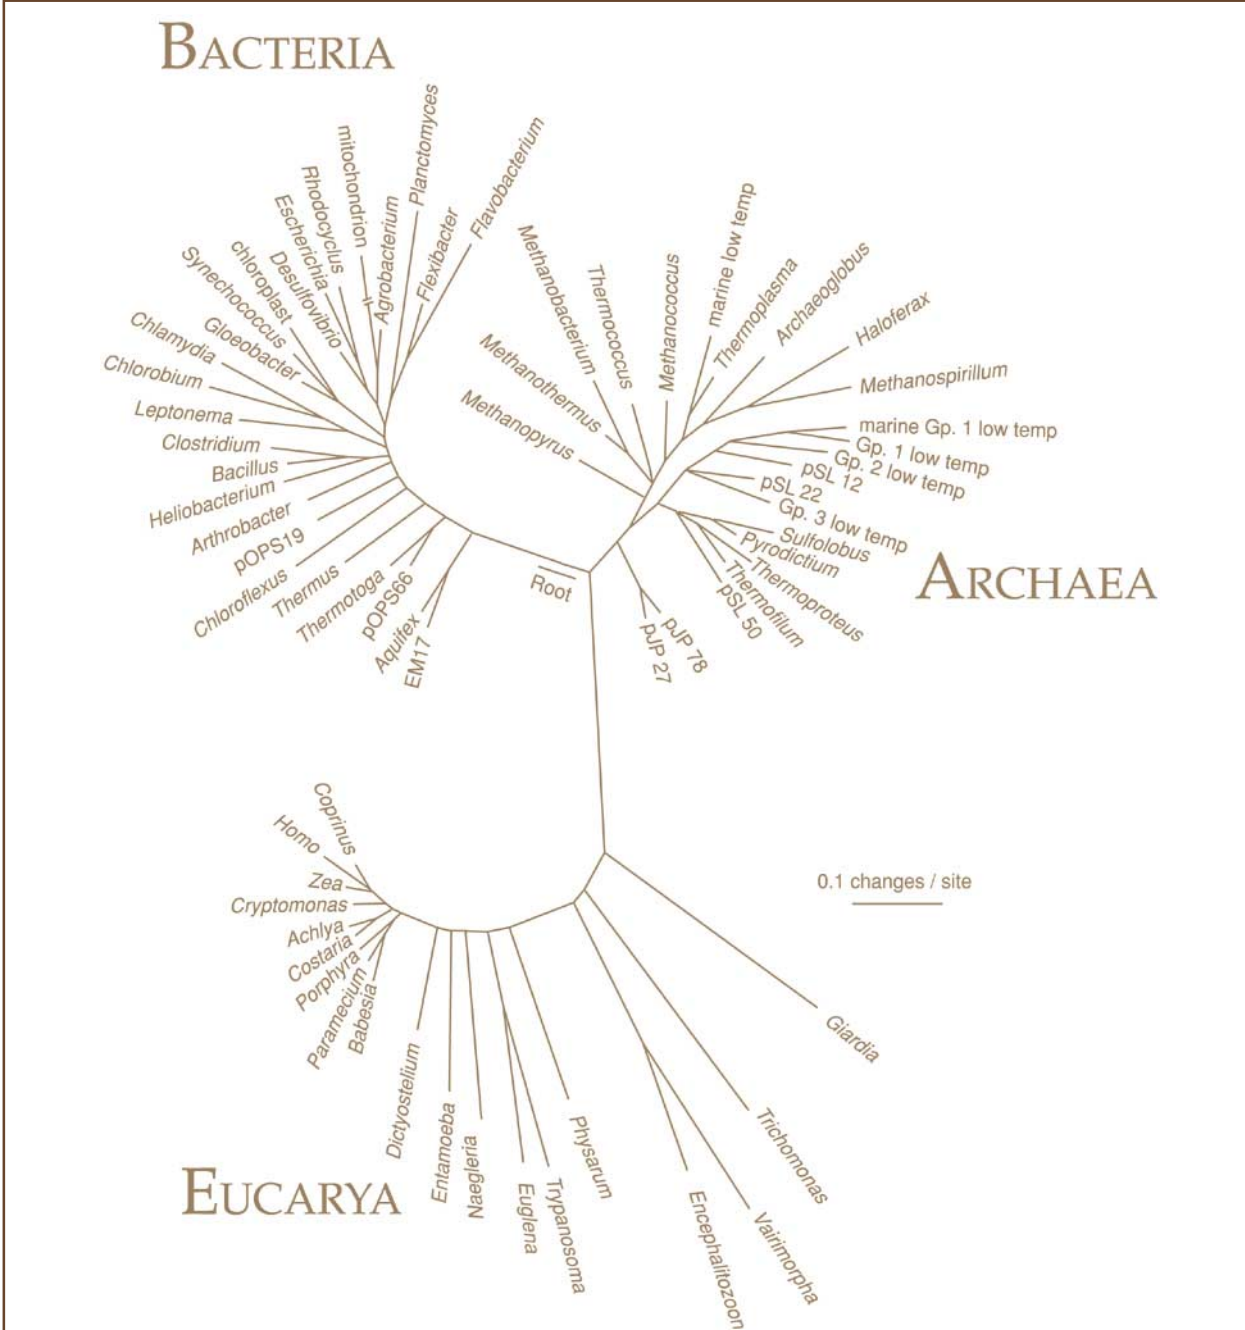 BACTERIA
Planctomyces
mitochondrion
Flavobacterium
Rhodocyclus
Escherichia
Agrobacterium
Flexibacter
Desulfovibrio
chloroplast
Synechococcus
Gloeobacter
Chlamydia
Chlorobium
Leptonema
Clostridium
Bacillus
Heliobacterium
Arthrobacter
pOPS19
Chloroflexus
Thermus
Thermotoga
pOPS66
Aquifex
EM17
Root
Methanopyrus
Methanothermus
Methanobacterium
Thermococcus
Methanococcus
marine low temp
Thermoplasma
Archaeoglobus
Haloferax
Methanospirillum
marine Gp. 1 low temp
Gp. 1 low temp
Gp. 2 low temp
pSL 12
pSL 22
Gp. 3 low temp
Sulfolobus
Pyrodictium
Thermoproteus
Thermofilum
pSL 50
pJP 78
pJP 27
ARCHAEA
0.1 changes / site
Coprinus
Homo
Zea
Cryptomonas
Achlya
Costaria
Porphyra
Paramecium
Babesia
Dictyostelium
Entamoeba
Naegleria
Euglena
Trypanosoma
Physarum
Encephalitozoon
Vairimorpha
Trichomonas
Giardia
EUCARYA